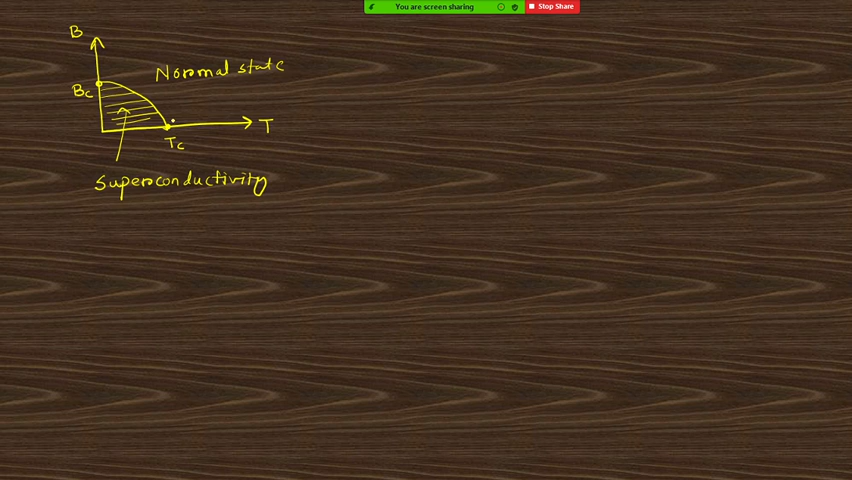 You are screen sharing
Stop Share
B
Normal state
Bc
T
Tc
Superconductivity